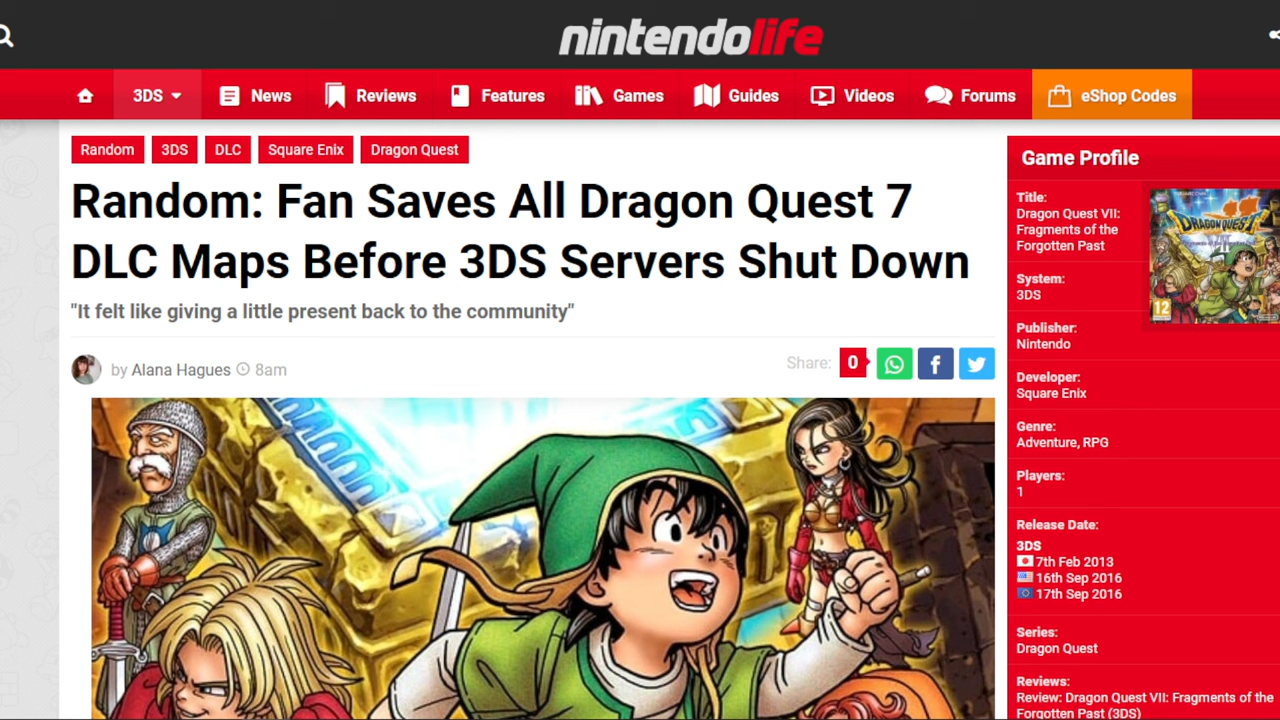 nintendolife
3DS
News
Reviews
Features
Games
Guides
Videos
Forums
eShop Codes
Random
3DS
DLC
Square Enix
Dragon Quest
Random: Fan Saves All Dragon Quest 7
DLC Maps Before 3DS Servers Shut Down
"It felt like giving a little present back to the community"
by Alana Hagues 8am
Share: 0
Game Profile
Title:
Dragon Quest VII:
Fragments of the
Forgotten Past
DRAGON QUEST
VII
12
System:
3DS
Publisher:
Nintendo
Developer:
Square Enix
Genre:
Adventure, RPG
Players:
1
Release Date:
3DS
7th Feb 2013
16th Sep 2016
17th Sep 2016
Series:
Dragon Quest
Reviews:
Review: Dragon Quest VII: Fragments of the
Forgotten Past (3DS)